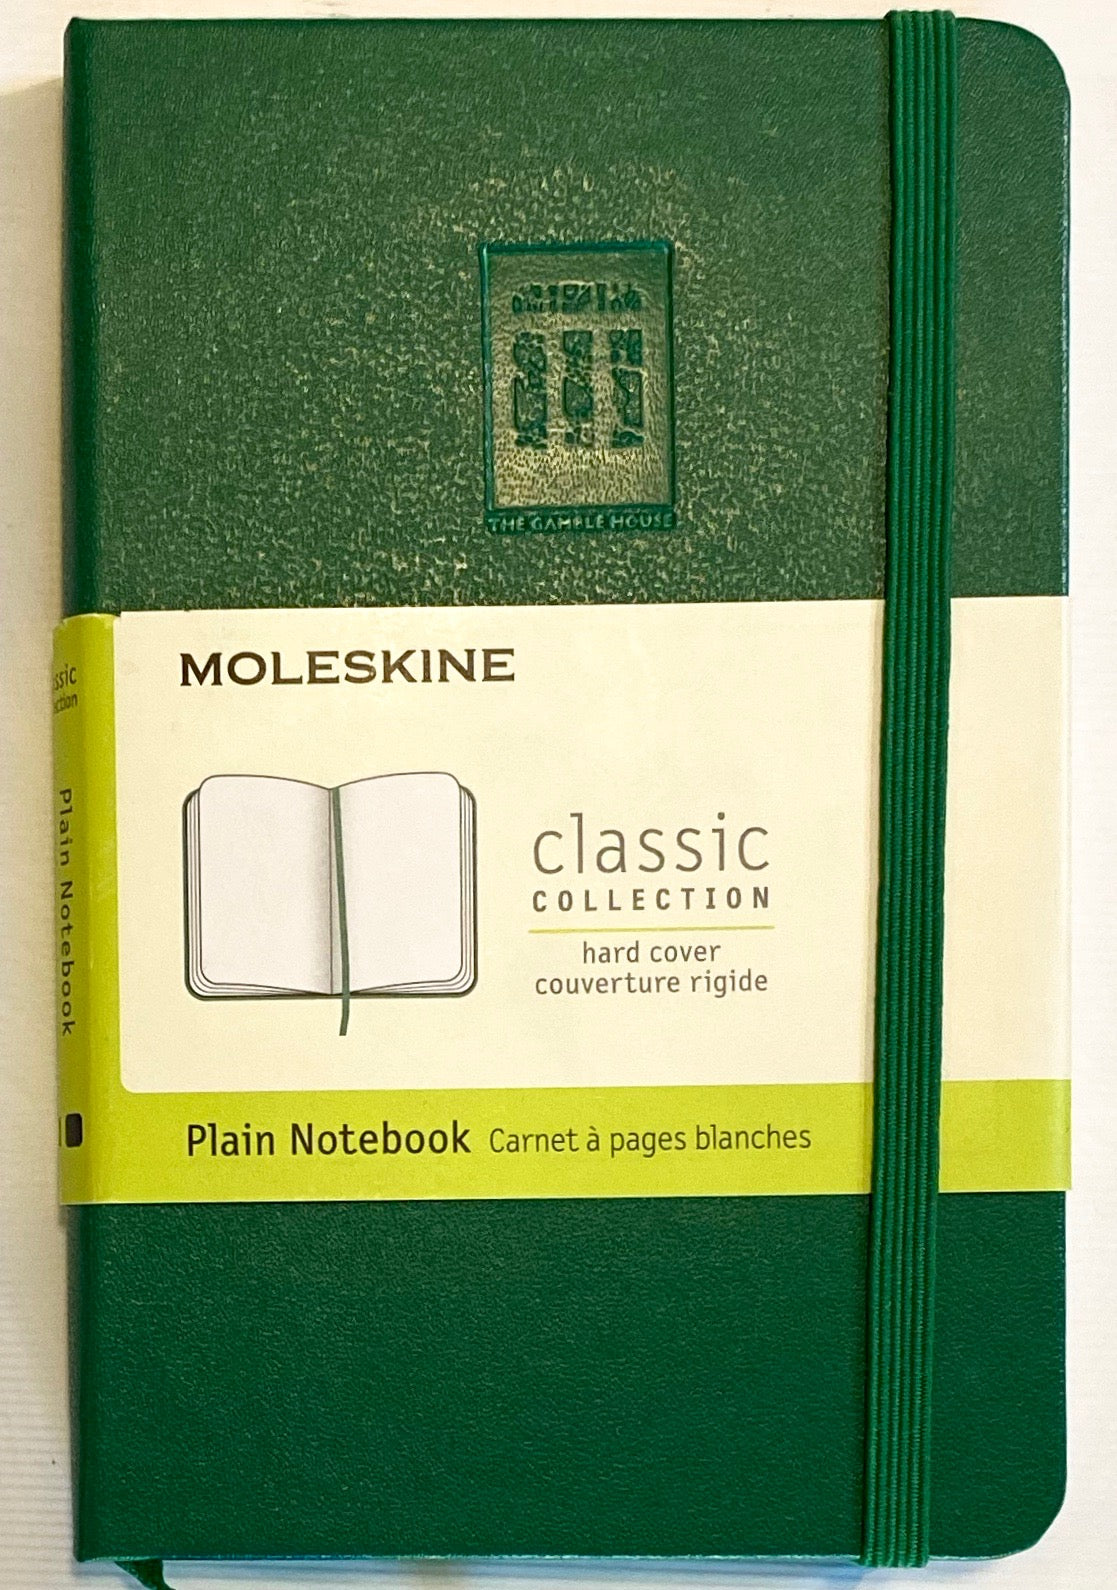 THE GAMBLE HOUSE
MOLESKINE
classic
COLLECTION
hard cover
couverture rigide
Plain Notebook Carnet à pages blanches
Plain Notebook